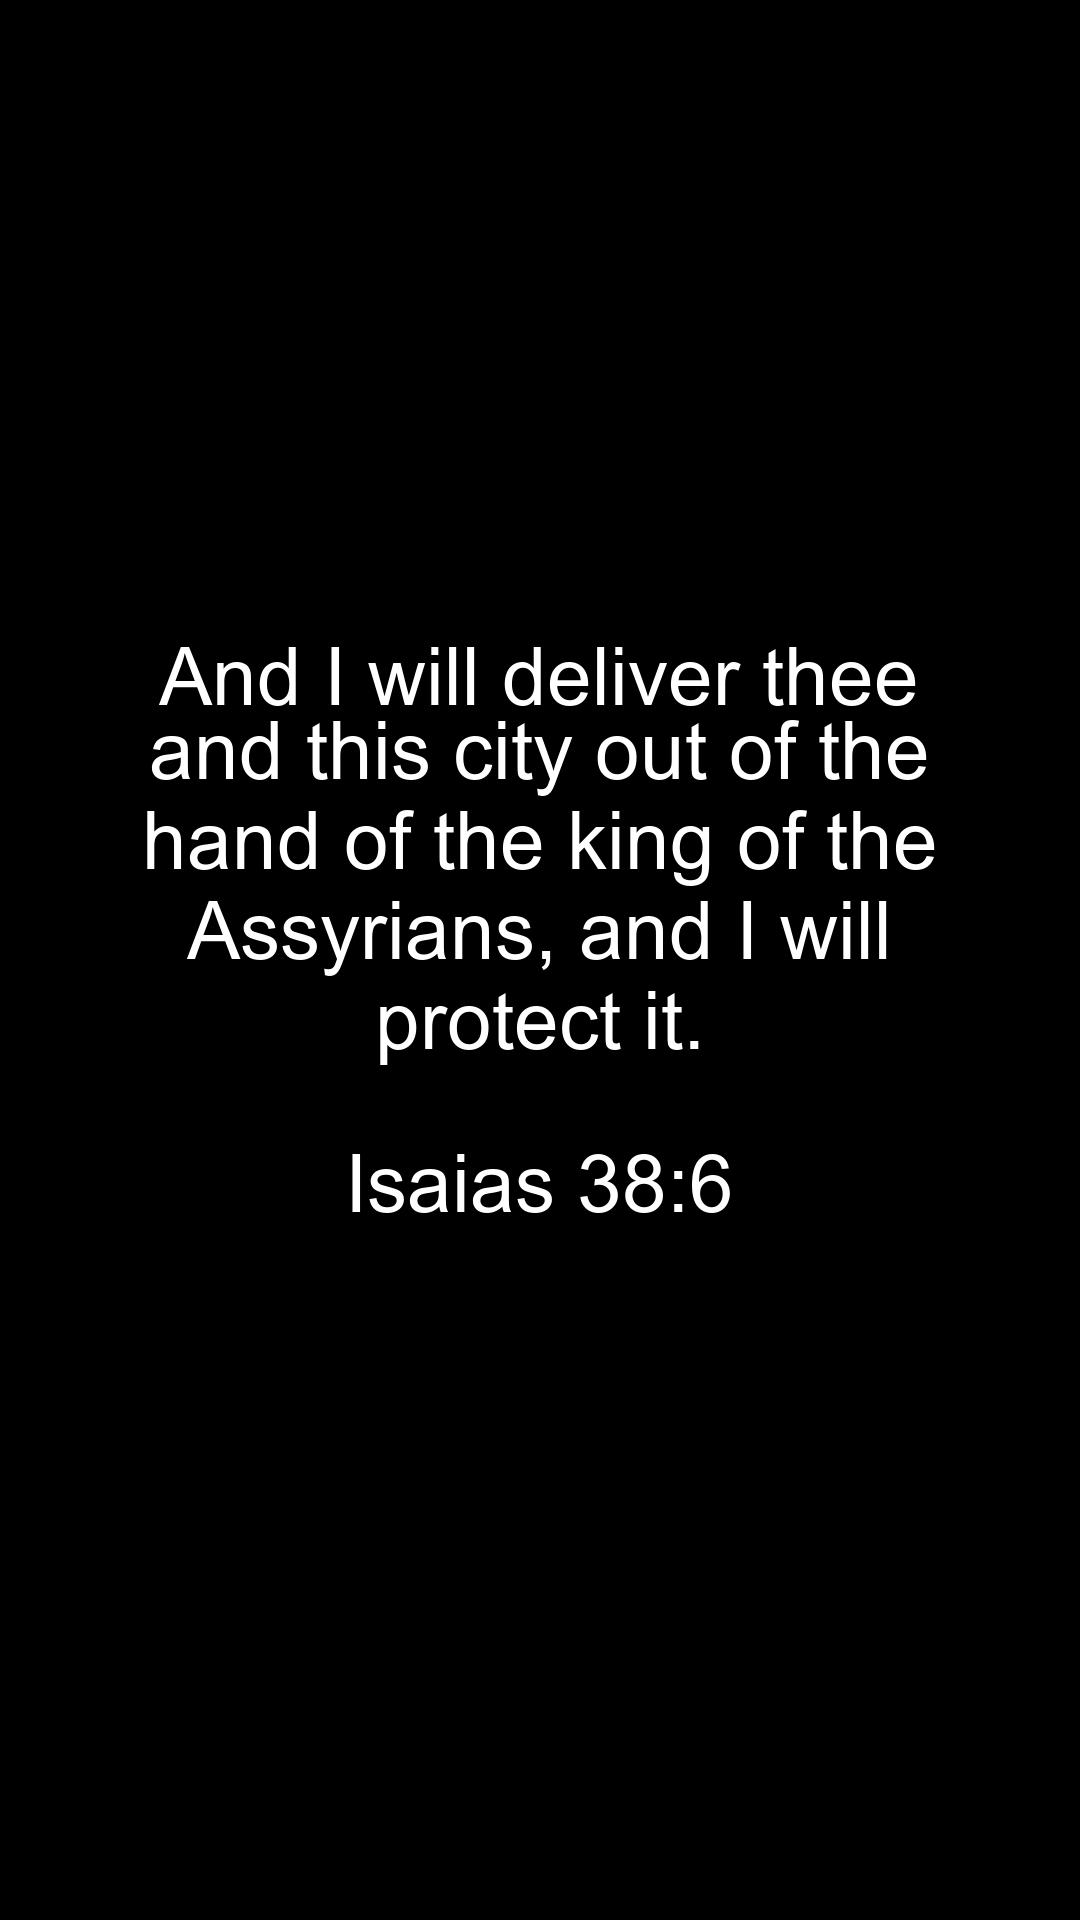 And I will deliver thee
and this city out of the
hand of the king of the
Assyrians, and I will
protect it.
Isaias 38:6